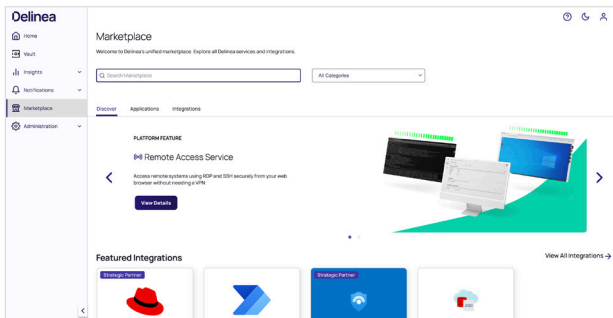 Delinea
Home
Vault
Insights
Notifications
Marketplace
Administration
Marketplace
Welcome to Delinea's unified marketplace. Explore all Delinea services and integrations.
Search Marketplace
All Categories
Discover
Applications
Integrations
PLATFORM FEATURE
Remote Access Service
Access remote systems using RDP and SSH securely from your web
browser without needing a VPN
View Details
Featured Integrations
View All Integrations
Strategic Partner
Strategic Partner